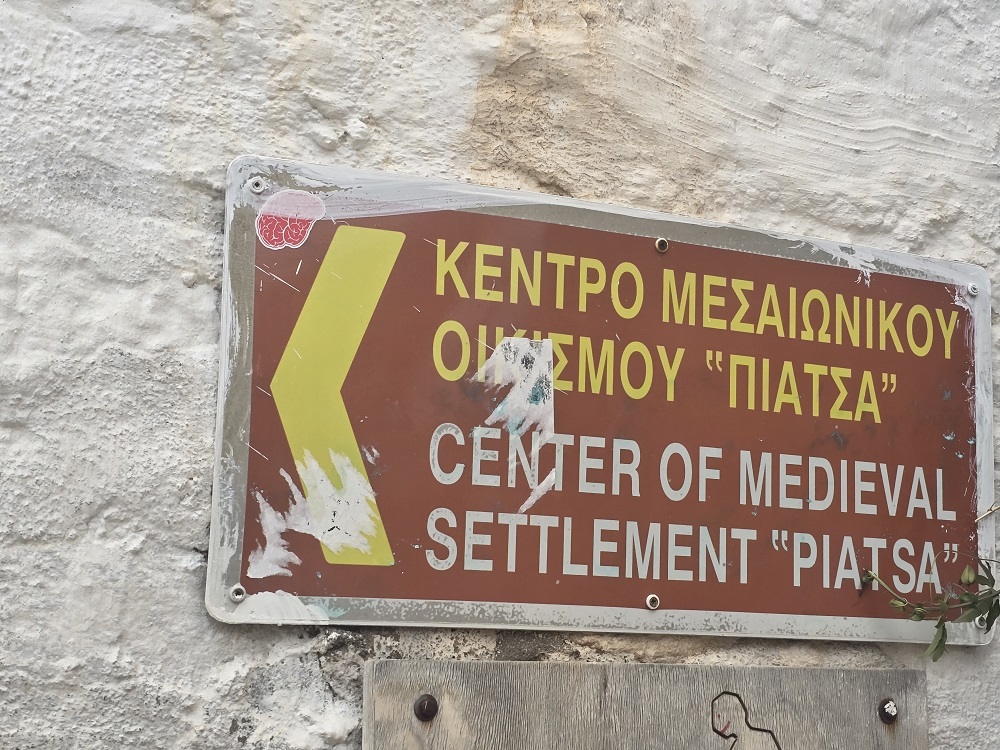 ΚΕΝΤΡΟ ΜΕΣΑΙΩΝΙΚΟΥ
ΟΙΚΙΣΜΟΥ “ΠΙΑΤΣΑ”
CENTER OF MEDIEVAL
SETTLEMENT “PIATSA”